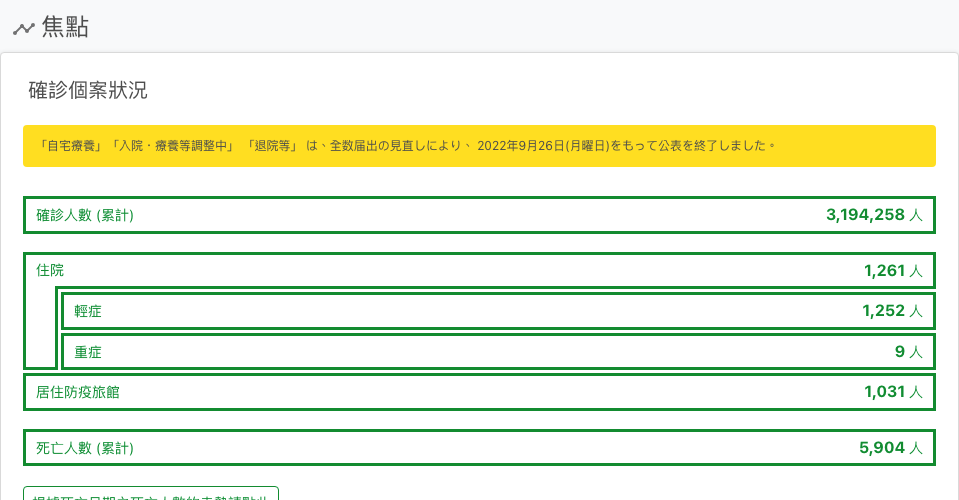 焦點
確診個案狀況
「自宅療養」「入院・療養等調整中」 「退院等」 は、全数届出の見直しにより、 2022年9月26日(月曜日)をもって公表を終了しました。
確診人數 (累計) 3,194,258 人
住院 1,261 人
輕症 1,252 人
重症 9 人
居住防疫旅館 1,031 人
死亡人數 (累計) 5,904 人